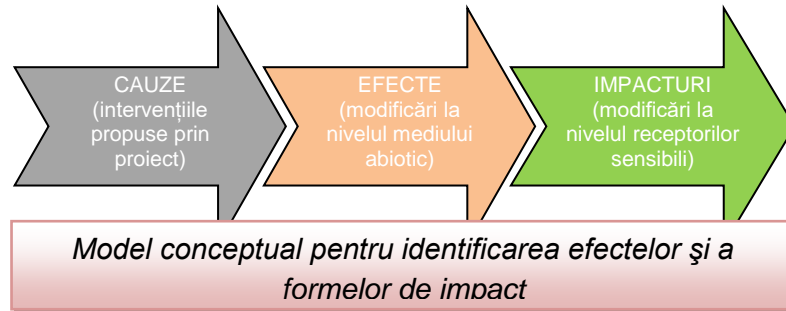 CAUZE
(intervențiile
propuse prin
proiect)
EFECTE
(modificări la
nivelul mediului
abiotic)
IMPACTURI
(modificări la
nivelul receptorilor
sensibili)
Model conceptual pentru identificarea efectelor şi a
formelor de impact